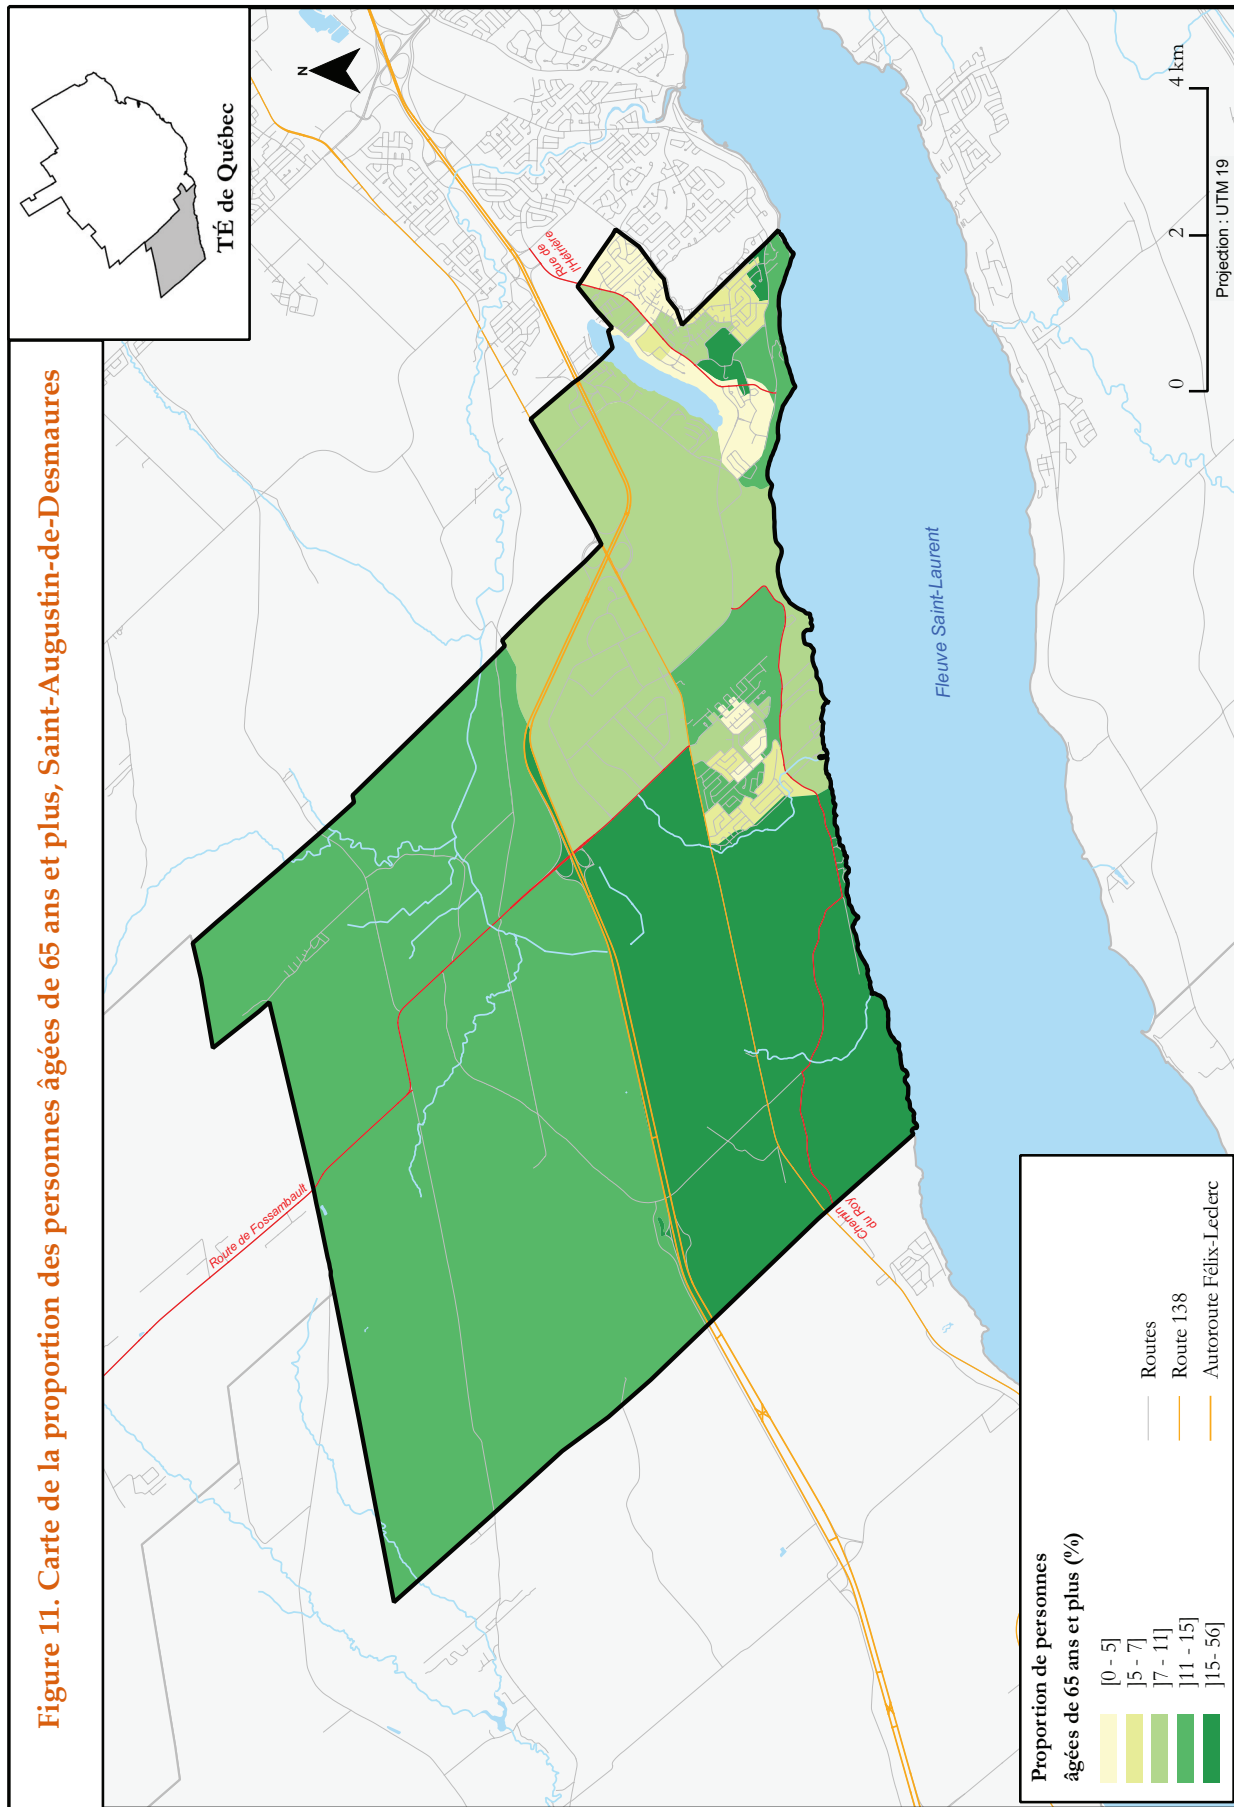 Figure 11. Carte de la proportion des personnes âgées de 65 ans et plus, Saint-Augustin-de-Desmaures
TÉ de Québec
N
Route de Fossambault
Rue de
l'Hêtrière
Chemin
du Roy
Fleuve Saint-Laurent
Proportion de personnes
âgées de 65 ans et plus (%)
[0 - 5]
]5 - 7]
]7 - 11]
]11 - 15]
]15- 56]
Routes
Route 138
Autoroute Félix-Leclerc
0 2 4 km
Projection : UTM 19